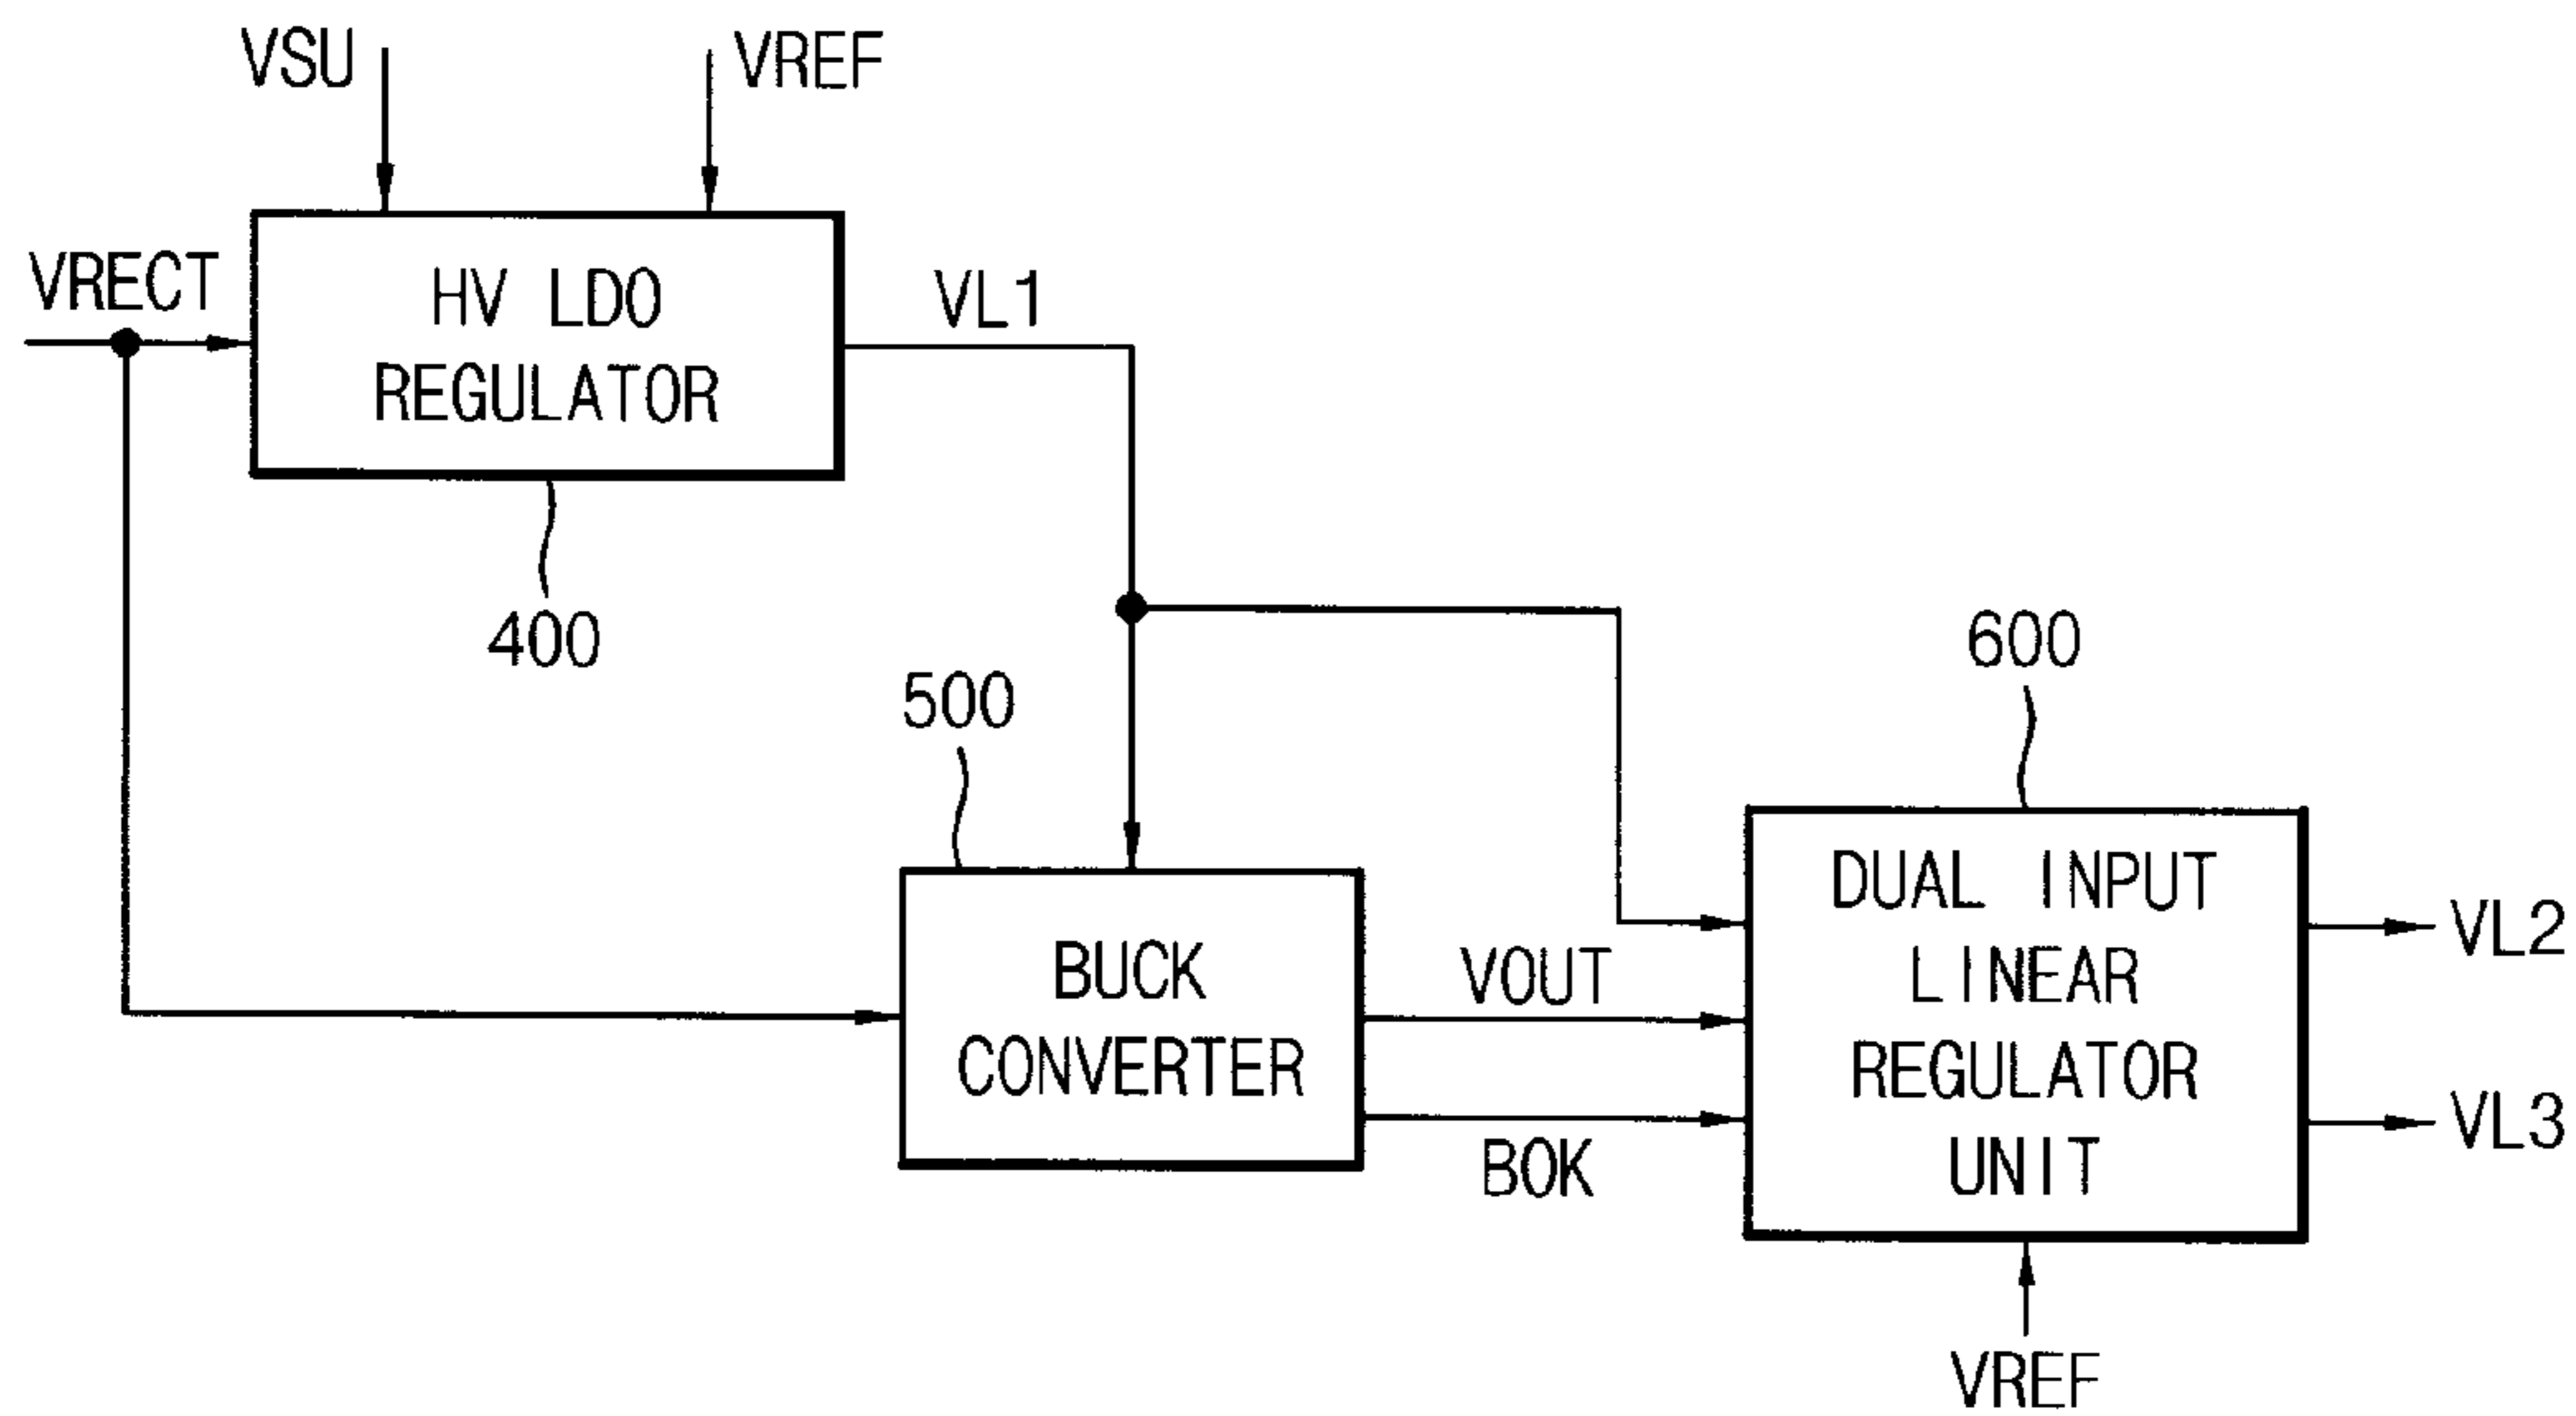 VSU
VREF
VRECT
HV LDO
REGULATOR
VL1
400
500
600
BUCK
CONVERTER
VOUT
BOK
DUAL INPUT
LINEAR
REGULATOR
UNIT
VL2
VL3
VREF